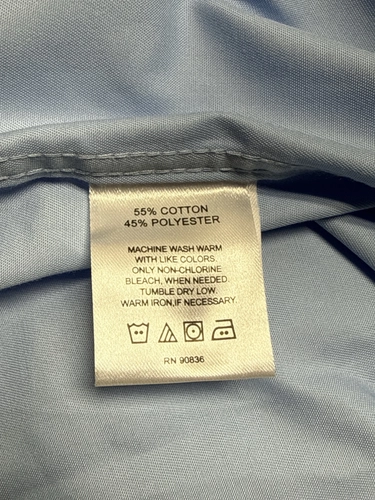 55% COTTON
45% POLYESTER
MACHINE WASH WARM
WITH LIKE COLORS.
ONLY NON-CHLORINE
BLEACH, WHEN NEEDED.
TUMBLE DRY LOW.
WARM IRON,IF NECESSARY.
RN 90836